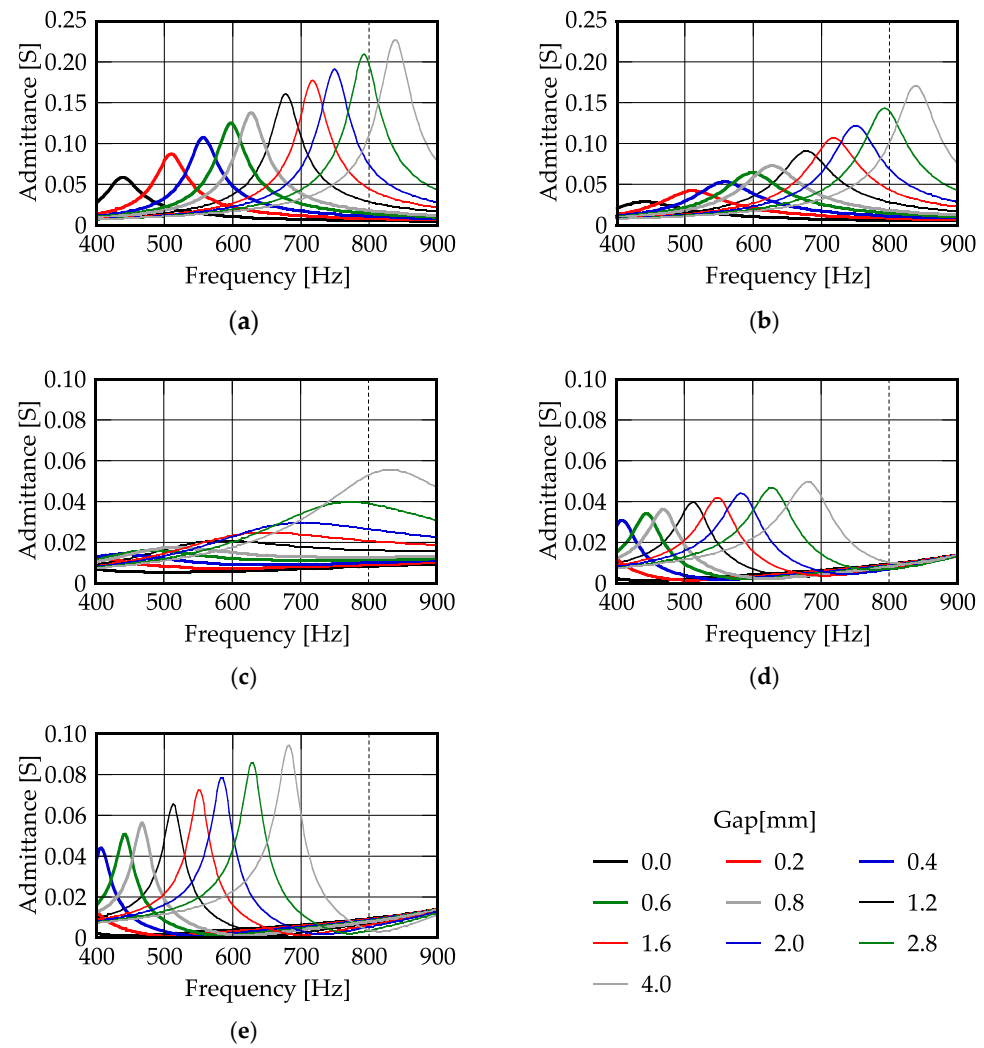 0.25
0.20
0.15
0.10
0.05
0
Admittance [S]
400 500 600 700 800 900
Frequency [Hz]
(a)
0.25
0.20
0.15
0.10
0.05
0
Admittance [S]
400 500 600 700 800 900
Frequency [Hz]
(b)
0.10
0.08
0.06
0.04
0.02
0
Admittance [S]
400 500 600 700 800 900
Frequency [Hz]
(c)
0.10
0.08
0.06
0.04
0.02
0
Admittance [S]
400 500 600 700 800 900
Frequency [Hz]
(d)
0.10
0.08
0.06
0.04
0.02
0
Admittance [S]
400 500 600 700 800 900
Frequency [Hz]
(e)
Gap[mm]
0.0 0.2 0.4
0.6 0.8 1.2
1.6 2.0 2.8
4.0